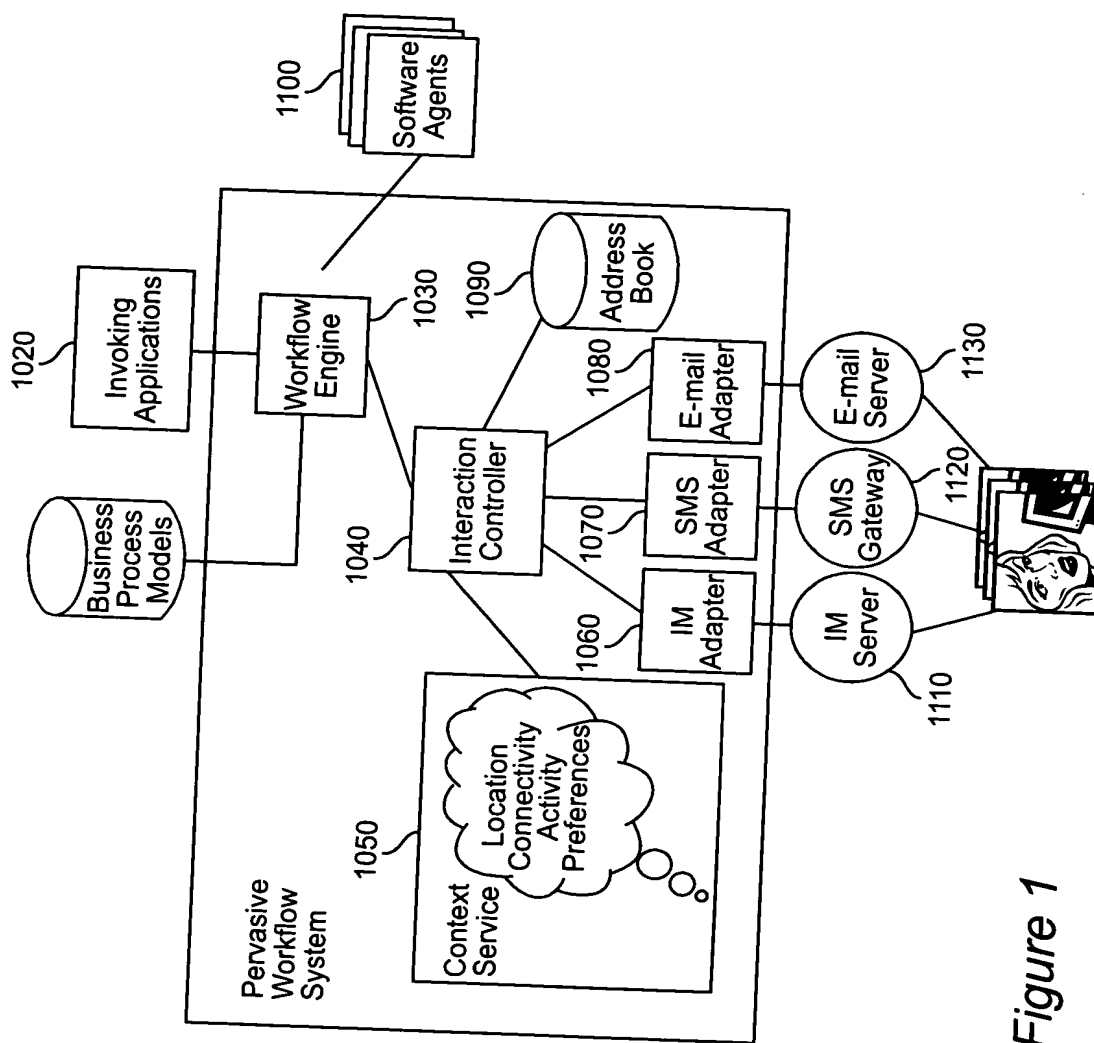 Business
Process
Models
1020
Invoking
Applications
Pervasive
Workflow
System
Workflow
Engine
1030
1100
Software
Agents
1040
Interaction
Controller
1090
Address
Book
1050
Context
Service
Location
Connectivity
Activity
Preferences
1060
IM
Adapter
1070
SMS
Adapter
1080
E-mail
Adapter
IM
Server
1110
SMS
Gateway
1120
E-mail
Server
1130
Figure 1